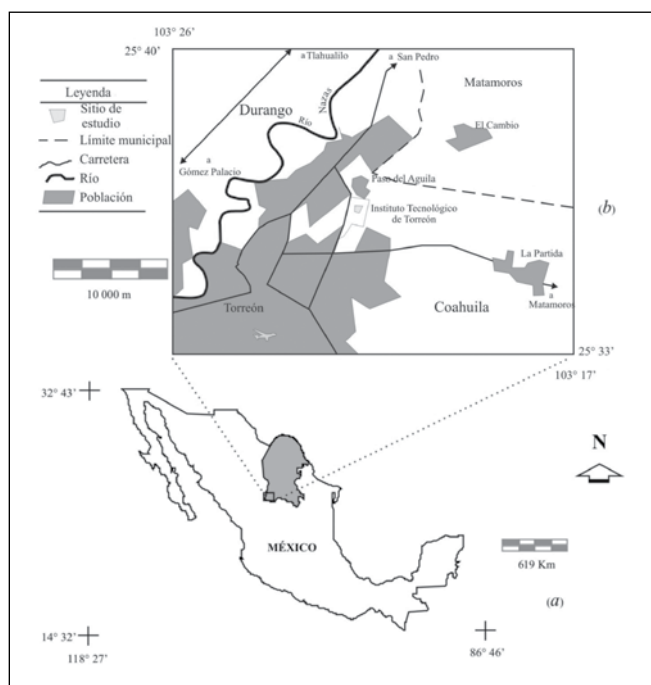 103° 26’
25° 40’
a Tlahualilo
a San Pedro
Matamoros
Durango
Río
Nazas
El Cambio
a
Gómez Palacio
Paso del Aguila
Instituto Tecnológico
de Torreón
(b)
La Partida
Torreón
Coahuila
a
Matamoros
25° 33’
103° 17’
Leyenda
Sitio de
estudio
Límite municipal
Carretera
Río
Población
10 000 m
32° 43’
N
MÉXICO
619 Km
(a)
14° 32’
118° 27’
86° 46’